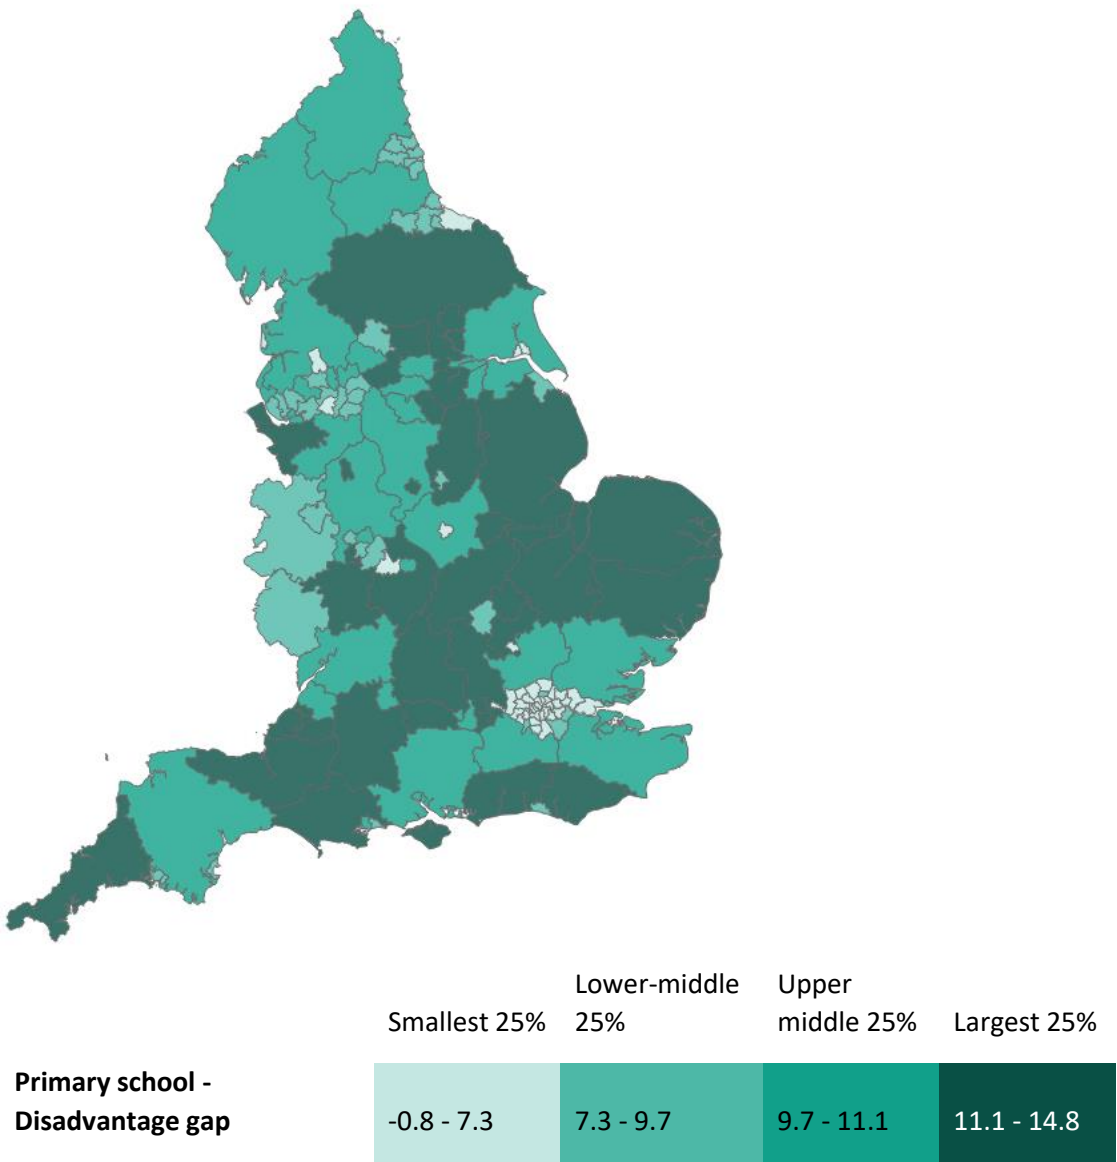 Smallest 25%
Lower-middle
25%
Upper
middle 25%
Largest 25%
Primary school -
Disadvantage gap
-0.8 - 7.3
7.3 - 9.7
9.7 - 11.1
11.1 - 14.8